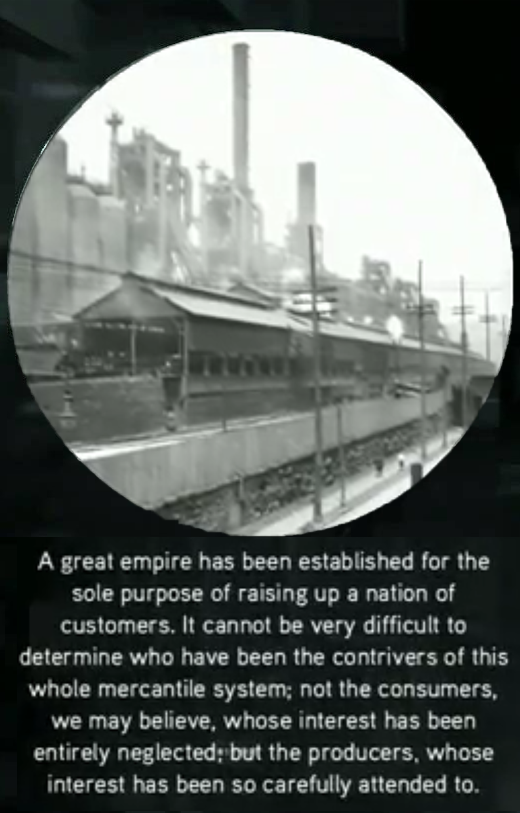 A great empire has been established for the
sole purpose of raising up a nation of
customers. It cannot be very difficult to
determine who have been the contrivers of this
whole mercantile system; not the consumers,
we may believe, whose interest has been
entirely neglected; but the producers, whose
interest has been so carefully attended to.